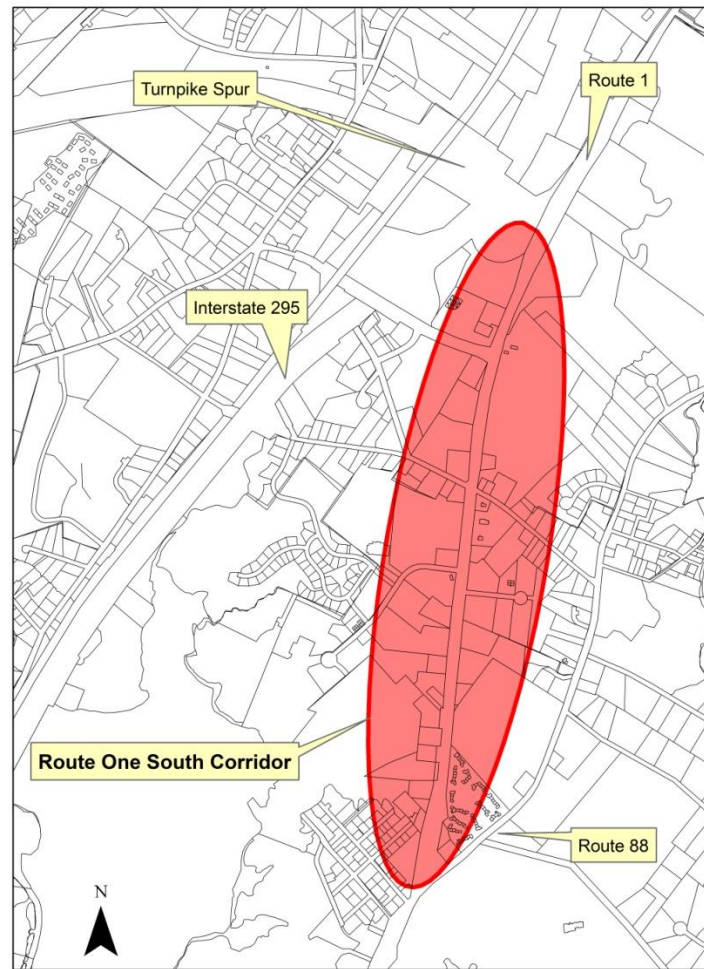 Route 1
Turnpike Spur
Interstate 295
Route One South Corridor
Route 88
N